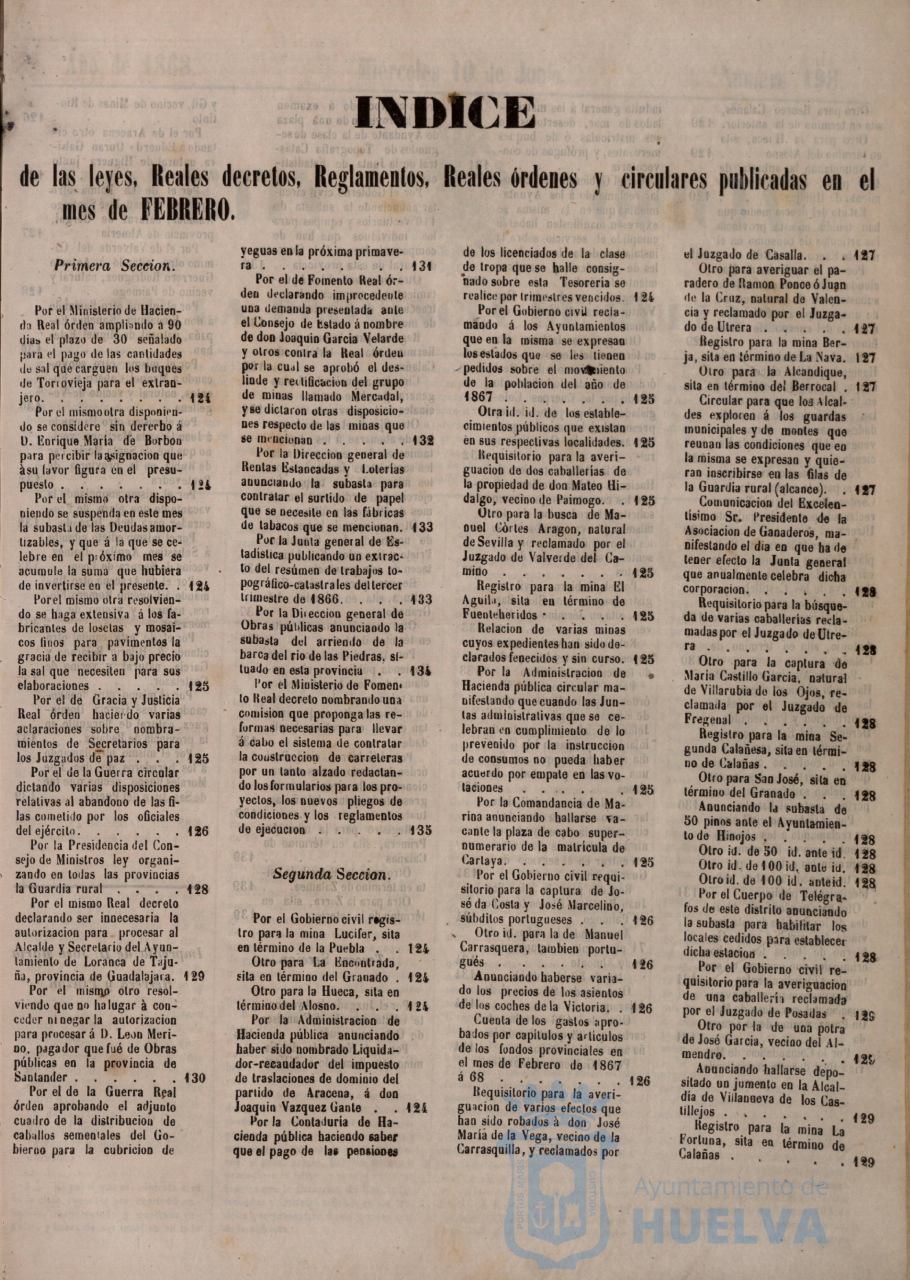 INDICE
de las leyes, Reales decretos, Reglamentos, Reales órdenes y circulares publicadas en el
mes de FEBRERO.
Primera Seccion.
Por el Ministerio de Hacien-
da Real órden ampliando a 90
dias el plazo de 30 señalado
para el pago de las cantidades
de sal que carguen los buques
de Torrevieja para el extran-
jero. . . . . . . . 124
Por el mismo otra disponien-
do se considere sin derecho á
D. Enrique María de Borbon
para percibir la asignacion que
ásu favor figura en el presu-
puesto . . . . . . . 124
Por el mismo otra dispo-
niendo se suspenda en este mes
la subasta de las Deudas amor-
tizables, y que á la que se ce-
lebre en el próximo mes se
acumule la suma que hubiera
de invertirse en el presente. . 124
Por el mismo otra resolvien-
do se haga extensiva á los fa-
bricantes de losetas y mosai-
cos finos para pavimentos la
gracia de recibir a bajo precio
la sal que necesiten para sus
elaboraciones . . . . . 125
Por el de Gracia y Justicia
Real órden haciendo varias
aclaraciones sobre nombra-
mientos de Secretarios para
los Juzgados de paz . . . 125
Por el de la Guerra circular
dictando varias disposiciones
relativas al abandono de las fi-
las cometido por los oficiales
del ejército. . . . . . 126
Por la Presidencia del Con-
sejo de Ministros ley organi-
zando en todas las provincias
la Guardia rural . . . . 128
Por el mismo Real decreto
declarando ser innecesaria la
autorizacion para procesar al
Alcalde y Secretario del Ayun-
tamiento de Loranca de Taju-
ña, provincia de Guadalajara. 129
Por el mismo otro resol-
viendo que no ha lugar á con-
ceder ni negar la autorizacion
para procesar á D. Leon Meri-
no, pagador que fué de Obras
públicas en la provincia de
Santander . . . . . . 130
Por el de la Guerra Real
órden aprobando el adjunto
cuadro de la distribucion de
caballos sementales del Go-
bierno para la cubricion de
yeguas en la próxima primave-
ra . . . . . . . . 131
Por el de Fomento Real ór-
den declarando improcedente
una demanda presentada ante
el Consejo de Estado á nombre
de don Joaquin Garcia Velarde
y otros contra la Real órden
por la cual se aprobó el des-
linde y rectificacion del grupo
de minas llamado Mercadal,
y se dictaron otras disposicio-
nes respecto de las minas que
se mencionan . . . . . 132
Por la Direccion general de
Rentas Estancadas y Loterias
anunciando la subasta para
contratar el surtido de papel
que se necesite en las fábricas
de tabacos que se mencionan. 133
Por la Junta general de Es-
tadistica publicando un extrac-
to del resúmen de trabajos to-
pográfico-catastrales del tercer
trimestre de 1866. . . . . 133
Por la Direccion general de
Obras públicas anunciando la
subasta del arriendo de la
barca del rio de las Piedras, si-
tuado en esta provincia . . 134
Por el Ministerio de Fomen-
to Real decreto nombrando una
comision que proponga las re-
formas necesarias para llevar
á cabo el sistema de contratar
la construccion de carreteras
por un tanto alzado redactan-
do los formularios para los pro-
yectos, los nuevos pliegos de
condiciones y los reglamentos
de ejecucion . . . . . 135
Segunda Seccion.
Por el Gobierno civil regis-
tro para la mina Lucifer, sita
en término de la Puebla . . 124
Otro para La Encontrada,
sita en término del Granado . 124
Otro para la Hueca, sita en
término del Alosno. . . . 124
Por la Administracion de
Hacienda pública anunciando
haber sido nombrado Liquida-
dor-recaudador del impuesto
de traslaciones de dominio del
partido de Aracena, á don
Joaquin Vazquez Gante . . 124
Por la Contaduría de Ha-
cienda pública haciendo saber
que el pago de las pensiones
de los licenciados de la clase
de tropa que se halle consig-
nado sobre esta Tesoreria se
realice por trimestres vencidos. 124
Por el Gobierno civil recla-
mando á los Ayuntamientos
que en la misma se expresan
los estados que se les tienen
pedidos sobre el movimiento
de la poblacion del año de
1867 . . . . . . . 125
Otra id. id. de los estable-
cimientos públicos que existan
en sus respectivas localidades. 125
Requisitorio para la averi-
guacion de dos caballerias de
la propiedad de don Mateo Hi-
dalgo, vecino de Paimogo. . 125
Otro para la busca de Ma-
nuel Córtes Aragon, natural
de Sevilla y reclamado por el
Juzgado de Valverde del Ca-
mino . . . . . . . 125
Registro para la mina El
Aguila, sita en término de
Fuenteheridos . . . . . 125
Relacion de varias minas
cuyos expedientes han sido de-
clarados fenecidos y sin curso. 125
Por la Administracion de
Hacienda pública circular ma-
nifestando que cuando las Jun-
tas administrativas que se ce-
lebran en cumplimiento de lo
prevenido por la instruccion
de consumos no pueda haber
acuerdo por empate en las vo-
taciones . . . . . . 125
Por la Comandancia de Ma-
rina anunciando hallarse va-
cante la plaza de cabo super-
numerario de la matrícula de
Cartaya. . . . . . . 125
Por el Gobierno civil requi-
sitorio para la captura de Jo-
sé da Costa y José Marcelino,
súbditos portugueses . . . 126
Otro id. para la de Manuel
Carrasquera, tambien portu-
gués . . . . . . . 126
Anunciando haberse varia-
do los precios de los asientos
de los coches de la Victoria. . 126
Cuenta de los gastos apro-
bados por capítulos y artículos
de los fondos provinciales en
el mes de Febrero de 1867
á 68 . . . . . . . 126
Requisitorio para la averi-
guacion de varios efectos que
han sido robados á don José
María de la Vega, vecino de la
Carrasquilla, y reclamados por
el Juzgado de Casalla. . . 127
Otro para averiguar el pa-
radero de Ramon Ponce ó Juan
de la Cruz, natural de Valen-
cia y reclamado por el Juzga-
do de Utrera . . . . . 127
Registro para la mina Ber-
ja, sita en término de La Nava. 127
Otro para la Alcandique,
sita en término del Berrocal . 127
Circular para que los Alcal-
des exploren á los guardas
municipales y de montes que
reunan las condiciones que en
la misma se expresan y quie-
ran inscribirse en las filas de
la Guardia rural (alcance). . 127
Comunicacion del Excelen-
tísimo Sr. Presidente de la
Asociacion de Ganaderos, ma-
nifestando el dia en que ha de
tener efecto la Junta general
que anualmente celebra dicha
corporacion. . . . . . 128
Requisitorio para la búsque-
da de varias caballerias recla-
madas por el Juzgado de Utre-
ra . . . . . . . . 128
Otro para la captura de
Maria Castillo Garcia, natural
de Villarubia de los Ojos, re-
clamada por el Juzgado de
Fregenal . . . . . . 128
Registro para la mina Se-
gunda Calañesa, sita en térmi-
no de Calañas . . . . . 128
Otro para San José, sita en
término del Granado . . . 128
Anunciando la subasta de
50 pinos ante el Ayuntamien-
to de Hinojos . . . . . 128
Otro id. de 50 id. ante id. 128
Otro id. de 100 id, ante id. 128
Otro id. de 100 id. ante id. 128
Por el Cuerpo de Telégra-
fos de este distrito anunciando
la subasta para habilitar los
locales cedidos para establecer
dicha estacion . . . . . 128
Por el Gobierno civil re-
quisitorio para la averiguacion
de una caballería reclamada
por el Juzgado de Posadas . 129
Otro por la de una potra
de José Garcia, vecino del Al-
mendro. . . . . . . 129
Anunciando hallarse depo-
sitado un jumento en la Alcal-
dia de Villanueva de los Cas-
tillejos . . . . . . . 129
Registro para la mina La
Fortuna, sita en término de
Calañas . . . . . . 129
Ayuntamiento de
HUELVA